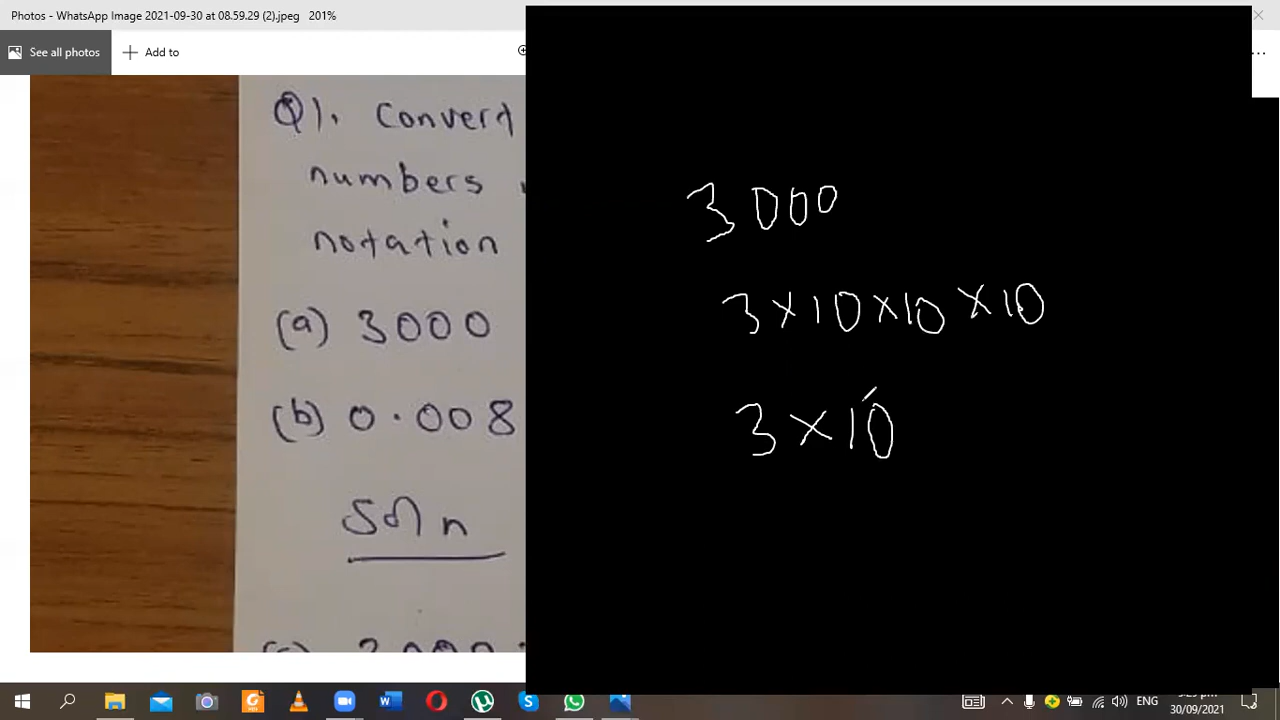 Photos - WhatsApp Image 2021-09-30 at 08.59.29 (2).jpeg 201%
See all photos
Add to
Q1. Convert
numbers
notation
(a) 3000
(b) 0.008
Soln
3000
3×10×10×10
3×10
ENG
30/09/2021